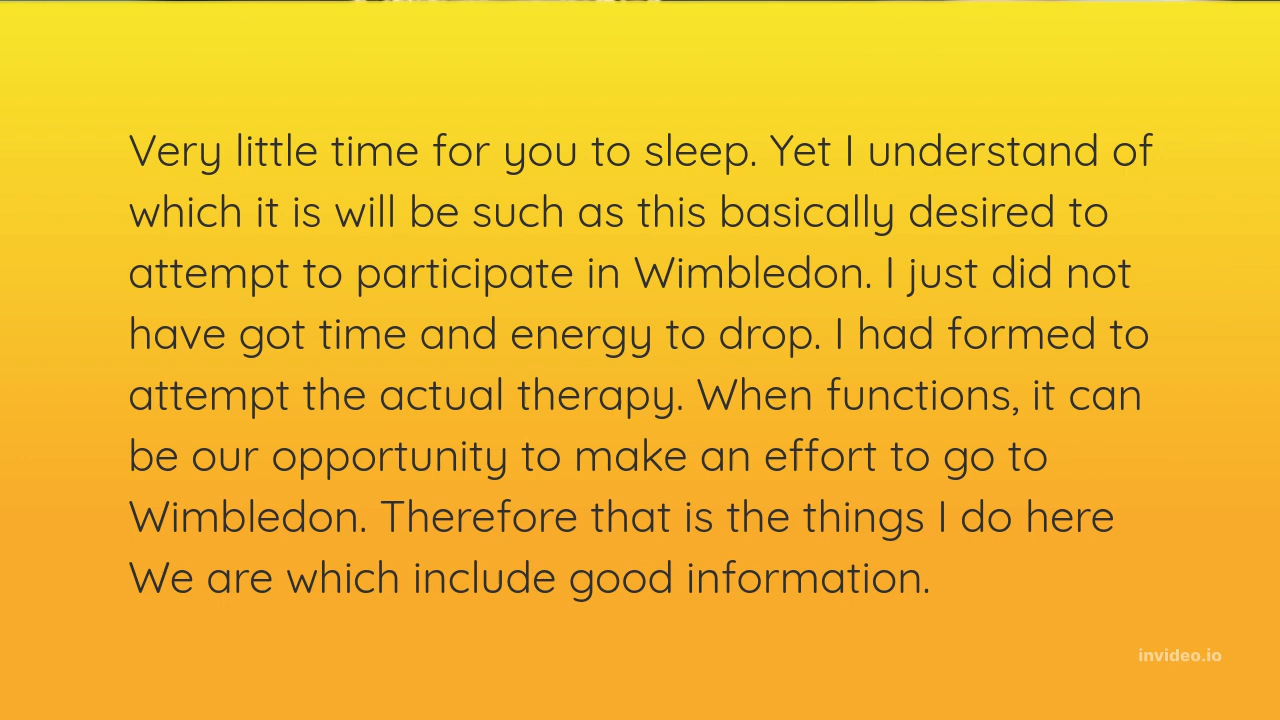 Very little time for you to sleep. Yet I understand of
which it is will be such as this basically desired to
attempt to participate in Wimbledon. I just did not
have got time and energy to drop. I had formed to
attempt the actual therapy. When functions, it can
be our opportunity to make an effort to go to
Wimbledon. Therefore that is the things I do here
We are which include good information.
invideo.io